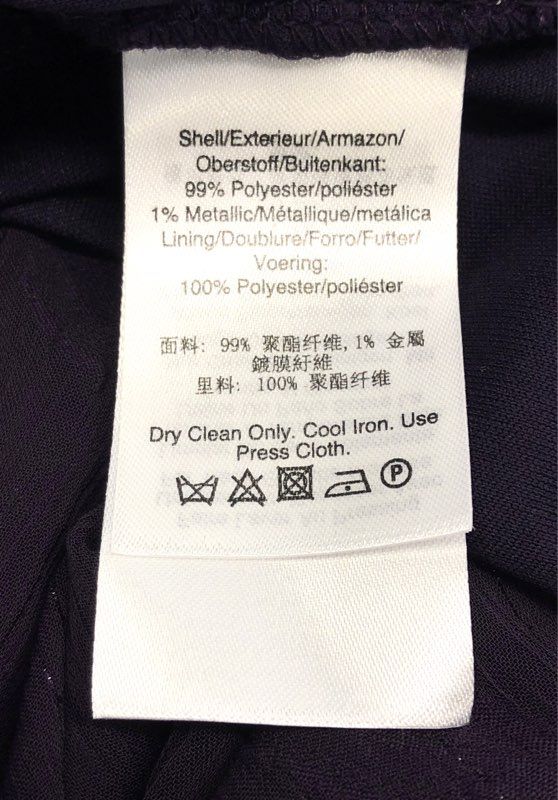 Shell/Exterieur/Armazon/
Oberstoff/Buitenkant:
99% Polyester/poliéster
1% Metallic/Métallique/metálica
Lining/Doublure/Forro/Futter/
Voering:
100% Polyester/poliéster
面料: 99% 聚酯纤维,1% 金屬
鍍膜紆維
里料: 100% 聚酯纤维
Dry Clean Only. Cool Iron. Use
Press Cloth.
P